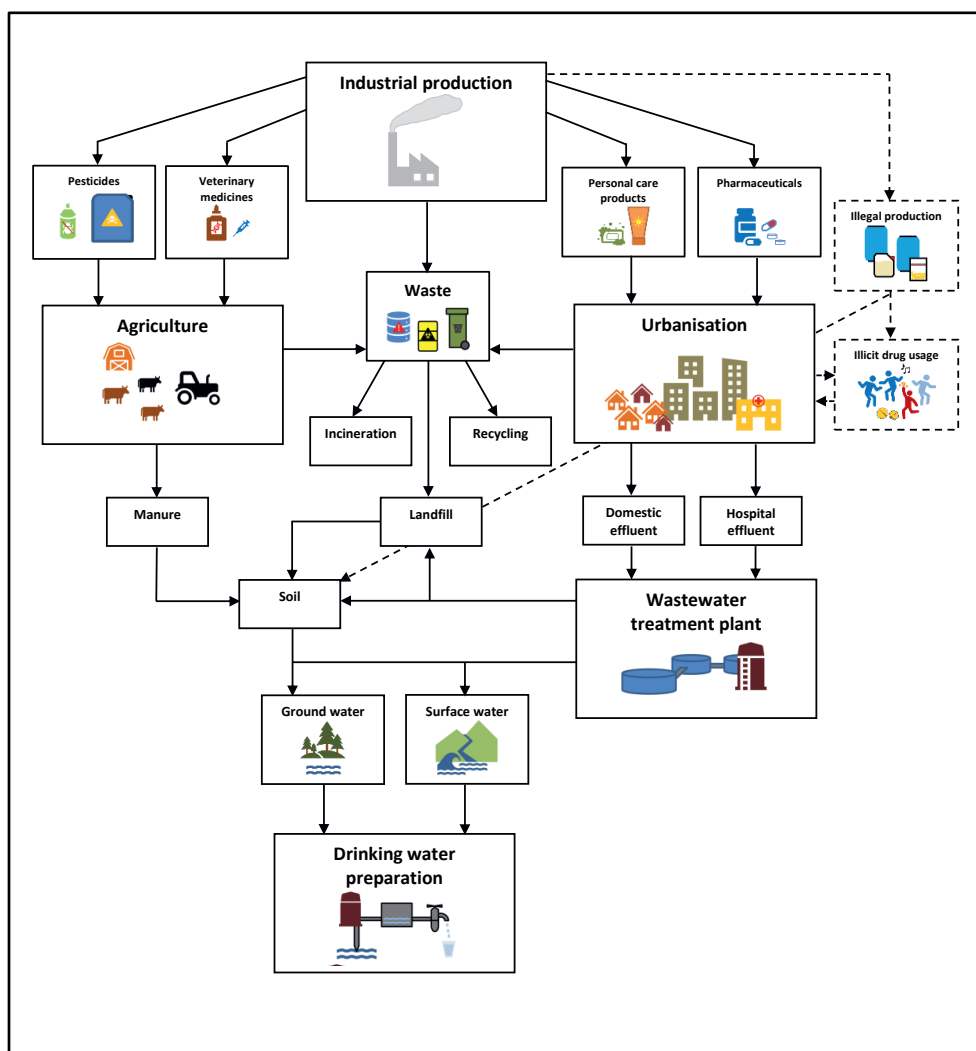 Industrial production
Pesticides
Veterinary
medicines
Personal care
products
Pharmaceuticals
Illegal production
Waste
Agriculture
Urbanisation
Illicit drug usage
Incineration
Recycling
Manure
Landfill
Domestic
effluent
Hospital
effluent
Soil
Wastewater
treatment plant
Ground water
Surface water
Drinking water
preparation